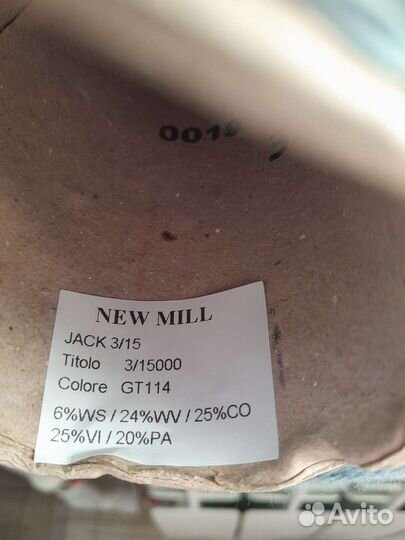 0019
NEW MILL
JACK 3/15
Titolo 3/15000
Colore GT114
6%WS / 24%WV / 25%CO
25%VI / 20%PA
Avito